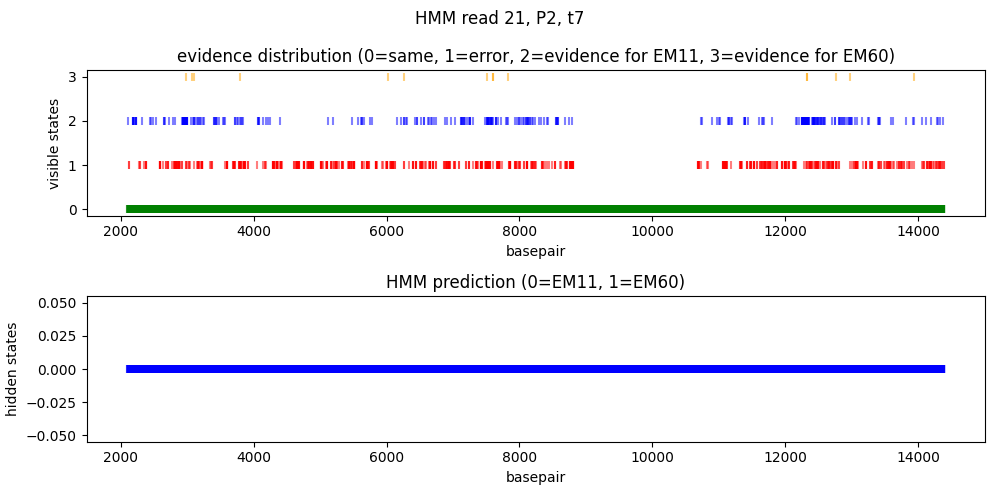 HMM read 21, P2, t7
evidence distribution (0=same, 1=error, 2=evidence for EM11, 3=evidence for EM60)
visible states
3
2
1
0
2000 4000 6000 8000 10000 12000 14000
basepair
HMM prediction (0=EM11, 1=EM60)
hidden states
0.050
0.025
0.000
−0.025
−0.050
2000 4000 6000 8000 10000 12000 14000
basepair